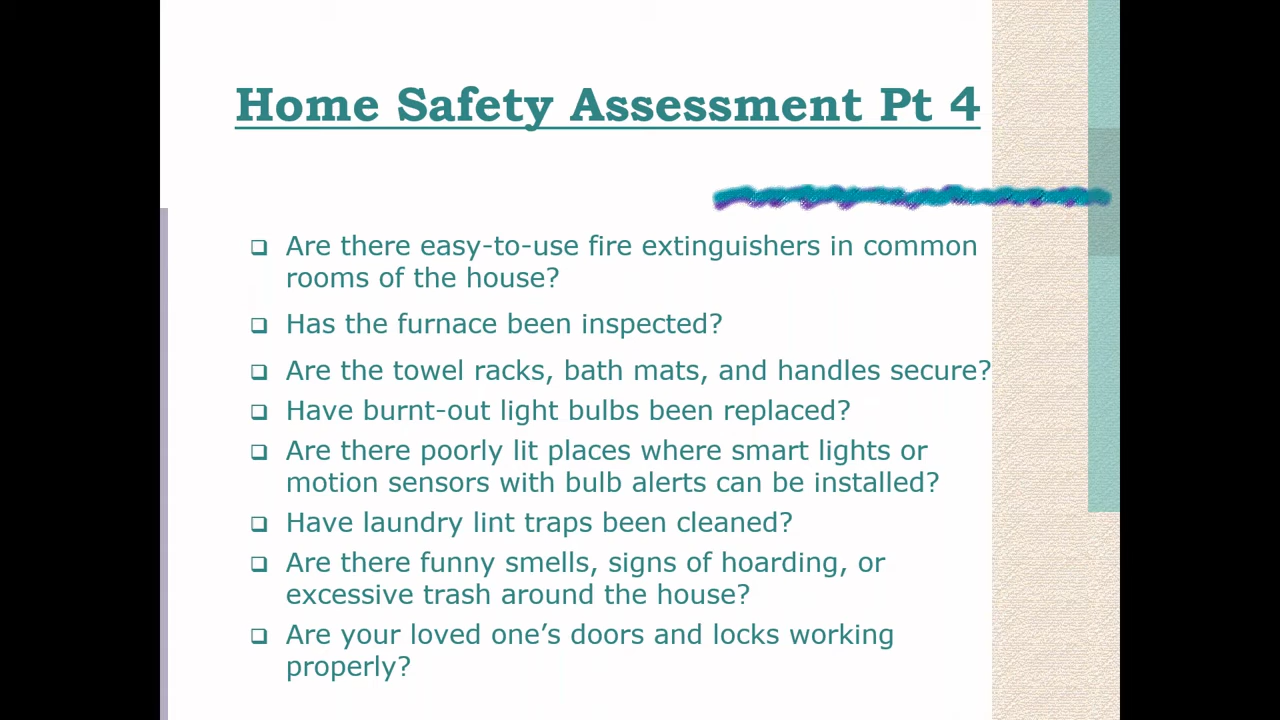 Home Safety Assessment Pt 4
❑ Are there easy-to-use fire extinguishers in common
rooms of the house?
❑ Has the furnace been inspected?
❑ Are the towel racks, bath mats, and handles secure?
❑ Have burnt-out light bulbs been replaced?
❑ Are there poorly lit places where smart lights or
motion sensors with bulb alerts can be installed?
❑ Have laundry lint traps been cleaned?
❑ Are there funny smells, signs of hoarding, or
excessive trash around the house?
❑ Are your loved one’s doors and locks working
properly?